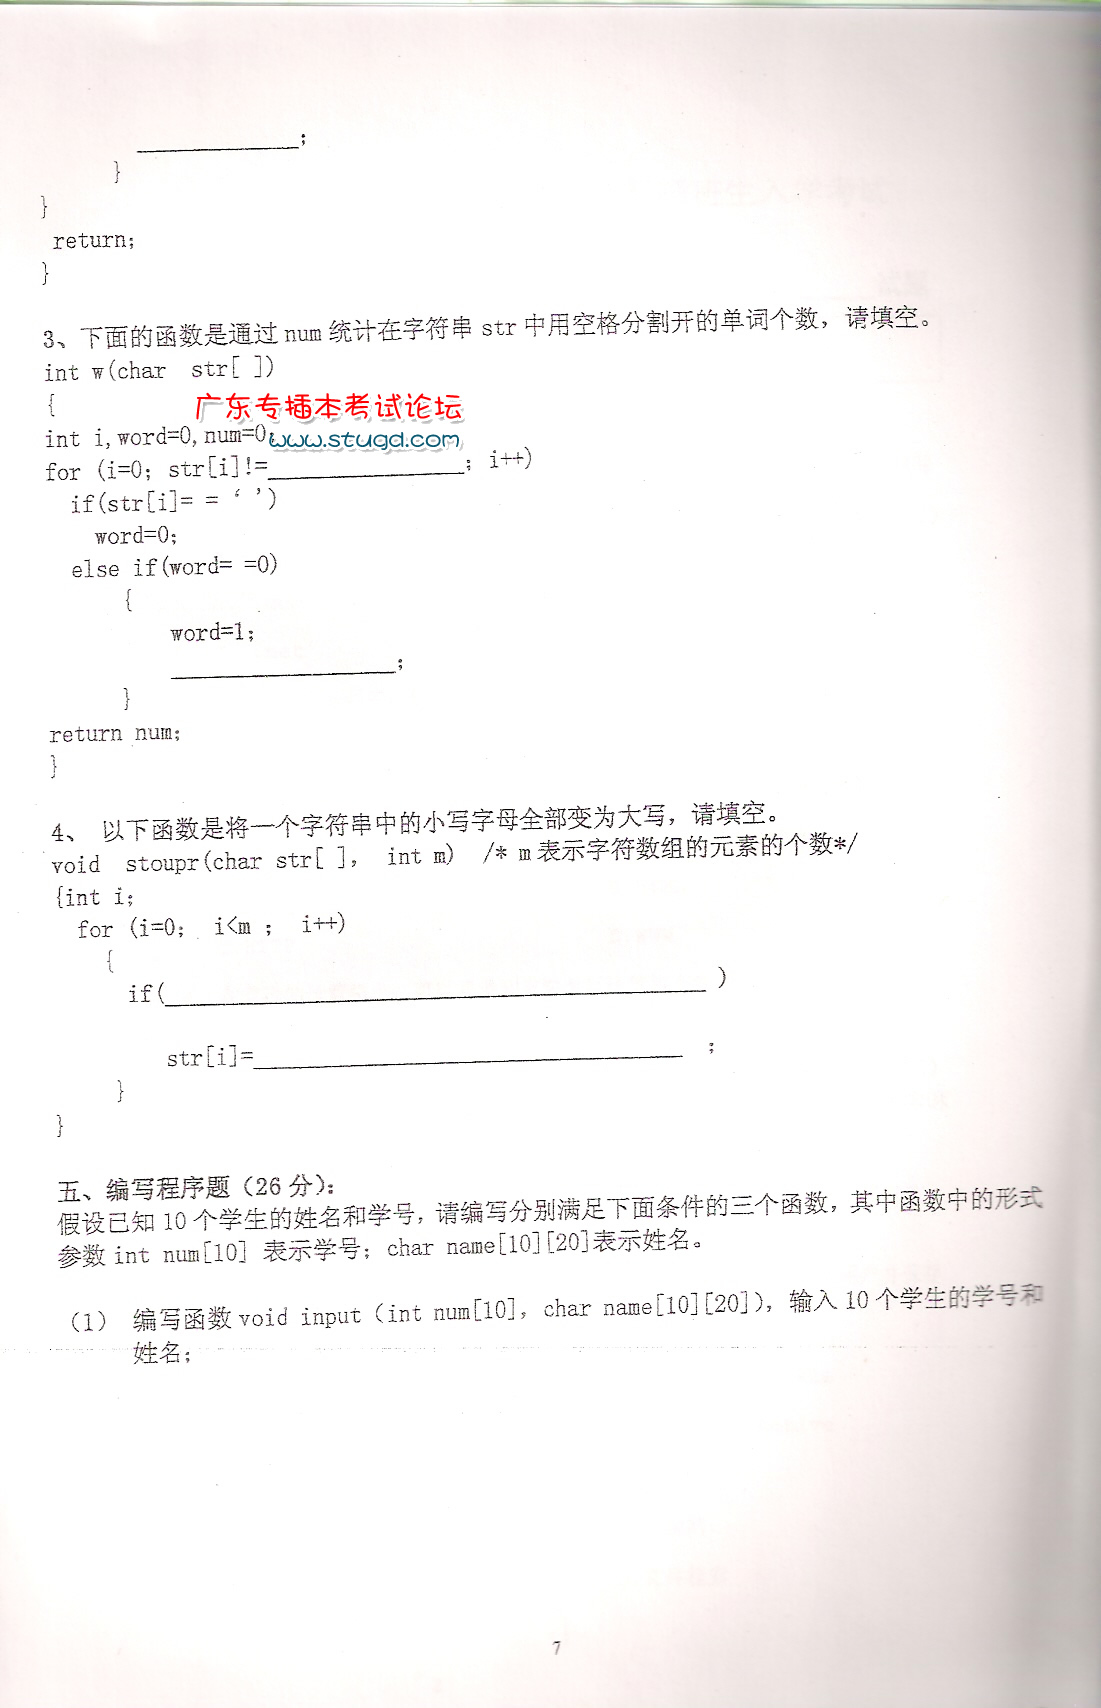 ____________;
}
}
return;
}
3、下面的函数是通过 num 统计在字符串 str 中用空格分割开的单词个数，请填空。
int w(char str[ ])
{
广东专插本考试论坛
int i,word=0,num=0;
www.stugd.com
for (i=0; str[i]!=______________; i++)
if(str[i]= = ‘ ’)
word=0;
else if(word= =0)
{
word=1;
________________;
}
return num;
}
4、 以下函数是将一个字符串中的小写字母全部变为大写，请填空。
void stoupr(char str[ ], int m) /* m 表示字符数组的元素的个数*/
{int i;
for (i=0; i<m ; i++)
{
if(________________________________________ )
str[i]=________________________________ ;
}
}
五、编写程序题（26 分）：
假设已知 10 个学生的姓名和学号，请编写分别满足下面条件的三个函数，其中函数中的形式
参数 int num[10] 表示学号；char name[10][20]表示姓名。
（1） 编写函数 void input（int num[10], char name[10][20]），输入 10 个学生的学号和
姓名；
7